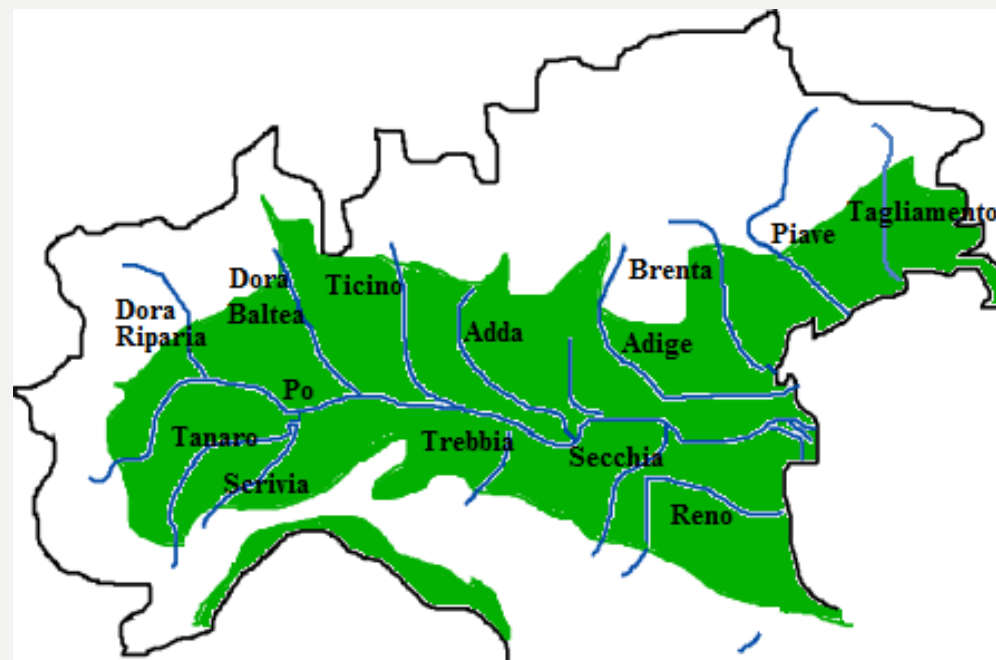 Tagliamento
Piave
Brenta
Dora
Baltea
Ticino
Dora
Riparia
Adda
Adige
Po
Tanaro
Trebbia
Secchia
Scrivia
Reno